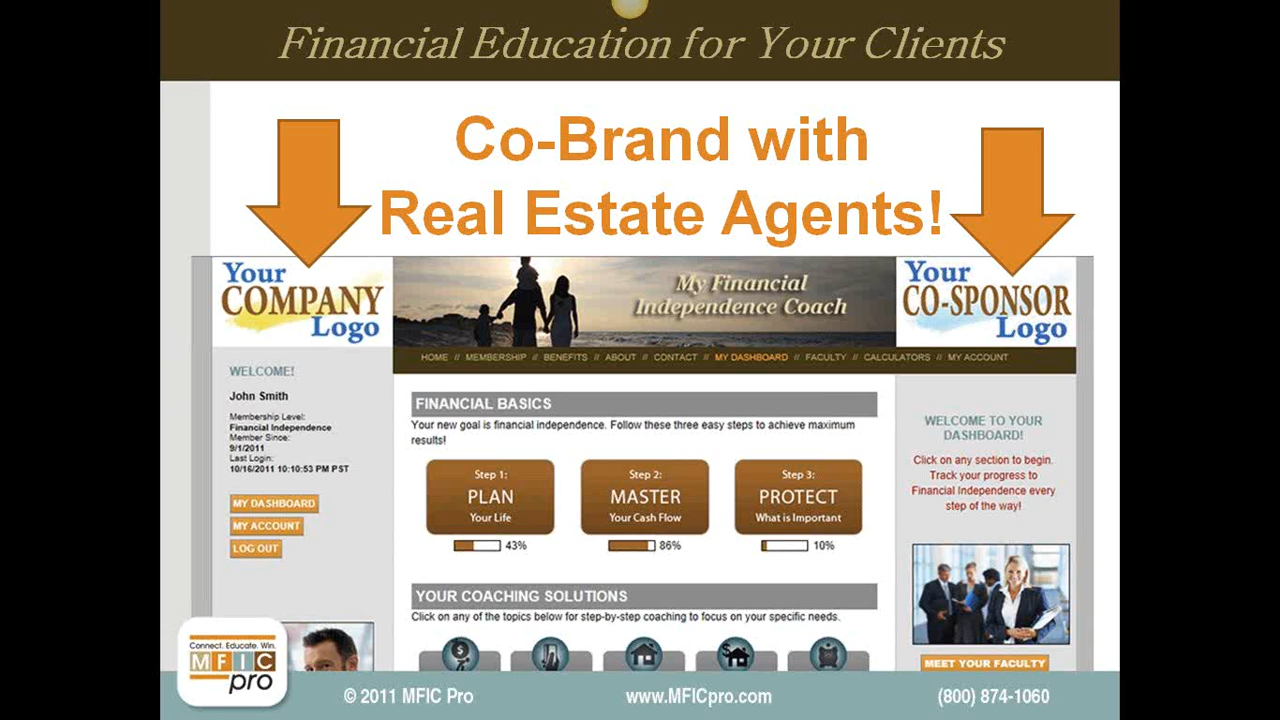 Financial Education for Your Clients
Co-Brand with
Real Estate Agents!
Your
COMPANY
Logo
My Financial
Independence Coach
Your
CO-SPONSOR
Logo
HOME // MEMBERSHIP // BENEFITS // ABOUT // CONTACT // MY DASHBOARD // FACULTY // CALCULATORS // MY ACCOUNT
WELCOME!
John Smith
Membership Level:
Financial Independence
Member Since:
9/1/2011
Last Login:
10/16/2011 10:10:53 PM PST
MY DASHBOARD
MY ACCOUNT
LOG OUT
FINANCIAL BASICS
Your new goal is financial independence. Follow these three easy steps to achieve maximum
results!
Step 1:
PLAN
Your Life
43%
Step 2:
MASTER
Your Cash Flow
86%
Step 3:
PROTECT
What is Important
10%
YOUR COACHING SOLUTIONS
Click on any of the topics below for step-by-step coaching to focus on your specific needs.
WELCOME TO YOUR
DASHBOARD!
Click on any section to begin.
Track your progress to
Financial Independence every
step of the way!
MEET YOUR FACULTY
Connect. Educate. Win.
MFIC
pro
© 2011 MFIC Pro
www.MFICpro.com
(800) 874-1060